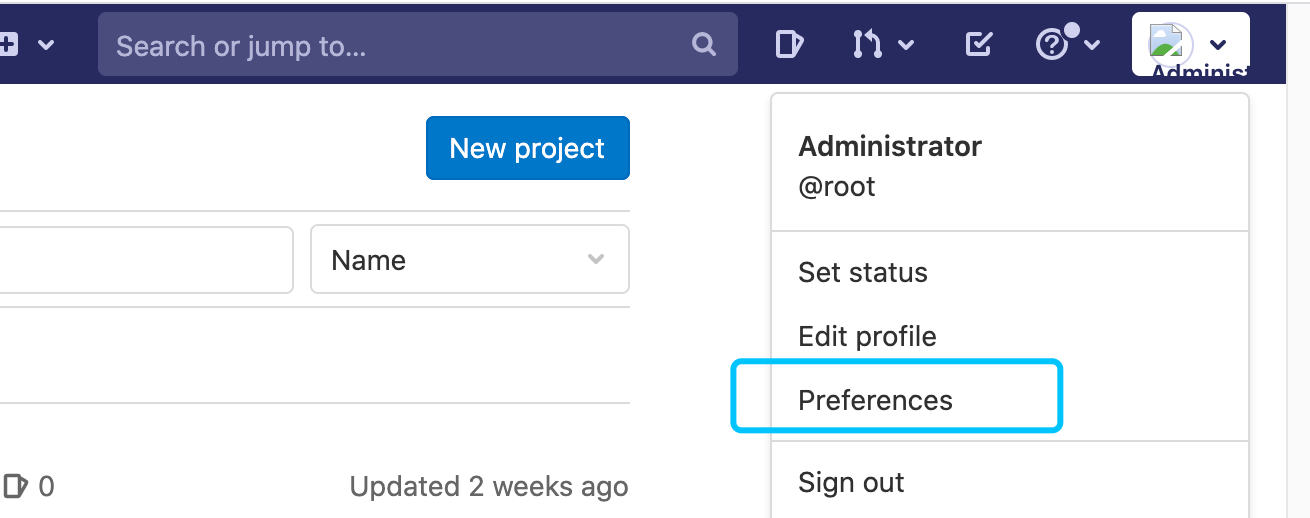 Search or jump to...
Administ
New project
Administrator
@root
Name
Set status
Edit profile
Preferences
0
Updated 2 weeks ago
Sign out